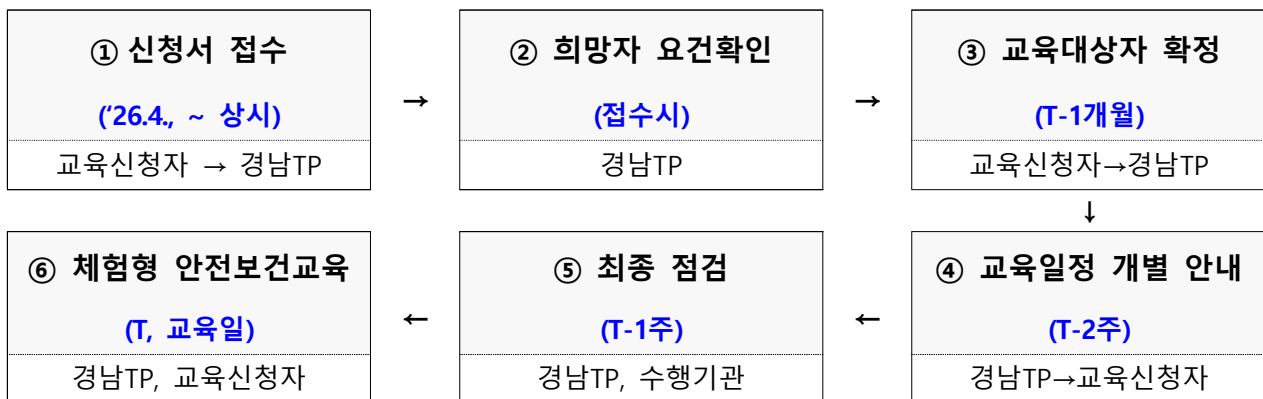 ① 신청서 접수
(‘26.4., ~ 상시)
교육신청자 → 경남TP
→
② 희망자 요건확인
(접수시)
경남TP
→
③ 교육대상자 확정
(T-1개월)
교육신청자→경남TP
↓
④ 교육일정 개별 안내
(T-2주)
경남TP→교육신청자
←
⑤ 최종 점검
(T-1주)
경남TP, 수행기관
←
⑥ 체험형 안전보건교육
(T, 교육일)
경남TP, 교육신청자